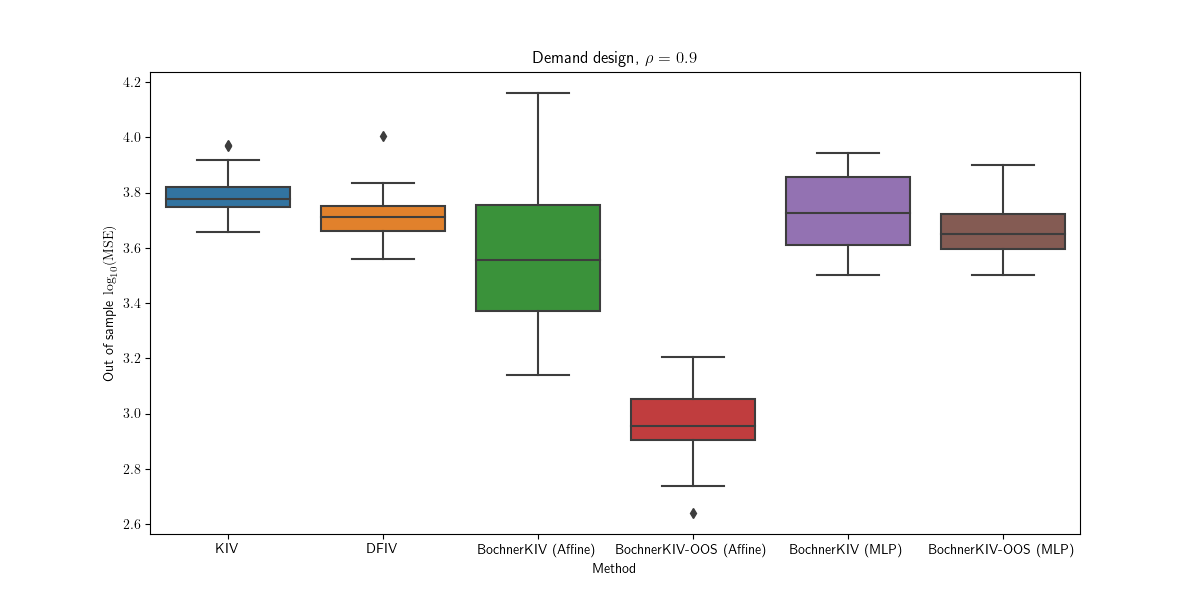 Demand design, ρ = 0.9
Out of sample log₁₀(MSE)
4.2
4.0
3.8
3.6
3.4
3.2
3.0
2.8
2.6
KIV DFIV BochnerKIV (Affine) BochnerKIV-OOS (Affine) BochnerKIV (MLP) BochnerKIV-OOS (MLP)
Method